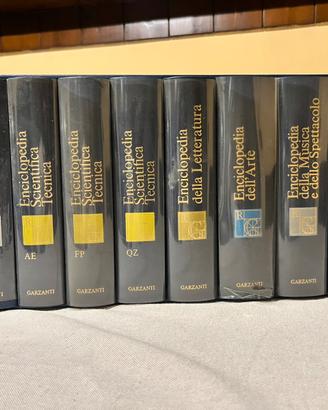 Enciclopedia
Scientifica
Tecnica
AE
GARZANTI
Enciclopedia
Scientifica
Tecnica
FP
GARZANTI
Enciclopedia
Scientifica
Tecnica
QZ
GARZANTI
Enciclopedia
della Letteratura
GARZANTI
Enciclopedia
dell'Arte
GARZANTI
Enciclopedia
della Musica
e dello Spettacolo
GARZANTI